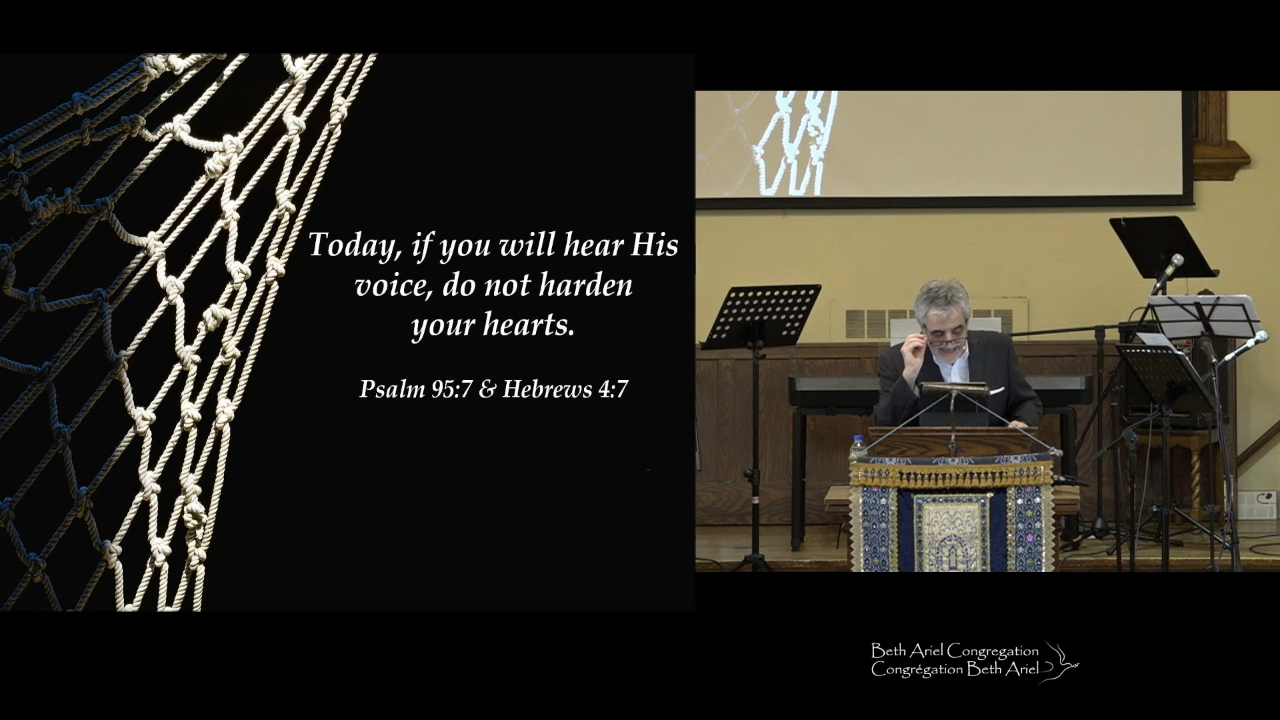 Today, if you will hear His
voice, do not harden
your hearts.
Psalm 95:7 & Hebrews 4:7
Beth Ariel Congregation
Congrégation Beth Ariel